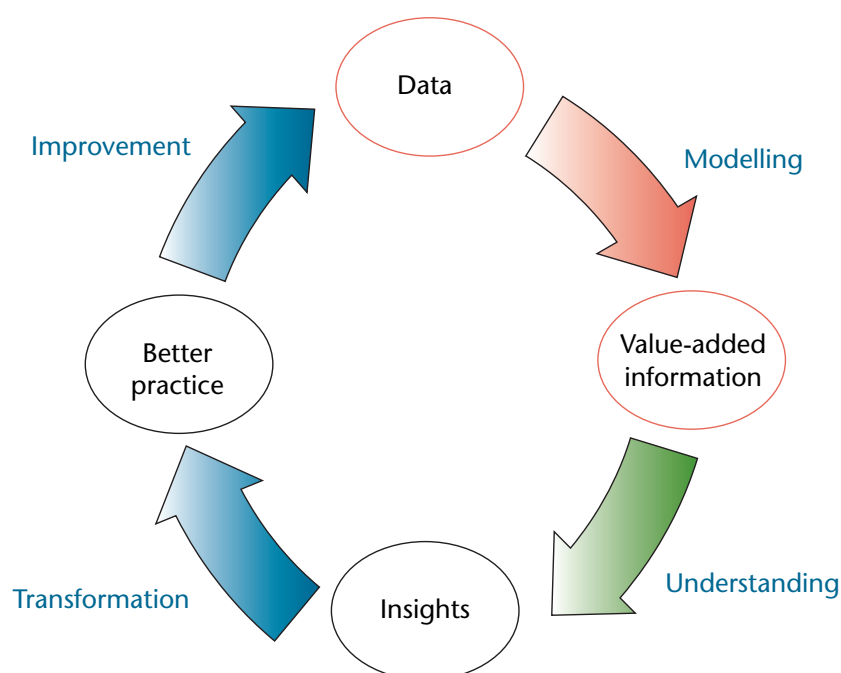 Data
Modelling
Value-added
information
Understanding
Insights
Transformation
Better
practice
Improvement